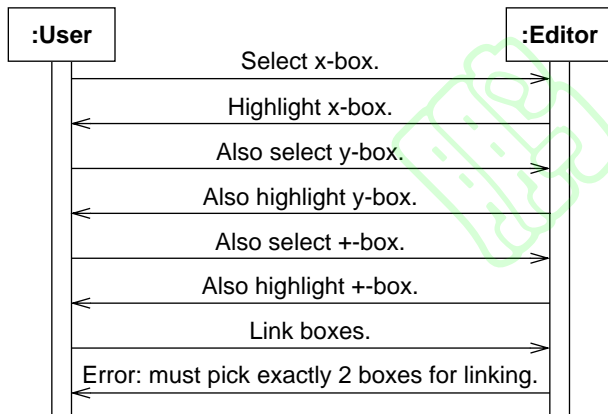 :User
:Editor
Select x-box.
Highlight x-box.
Also select y-box.
Also highlight y-box.
Also select +-box.
Also highlight +-box.
Link boxes.
Error: must pick exactly 2 boxes for linking.